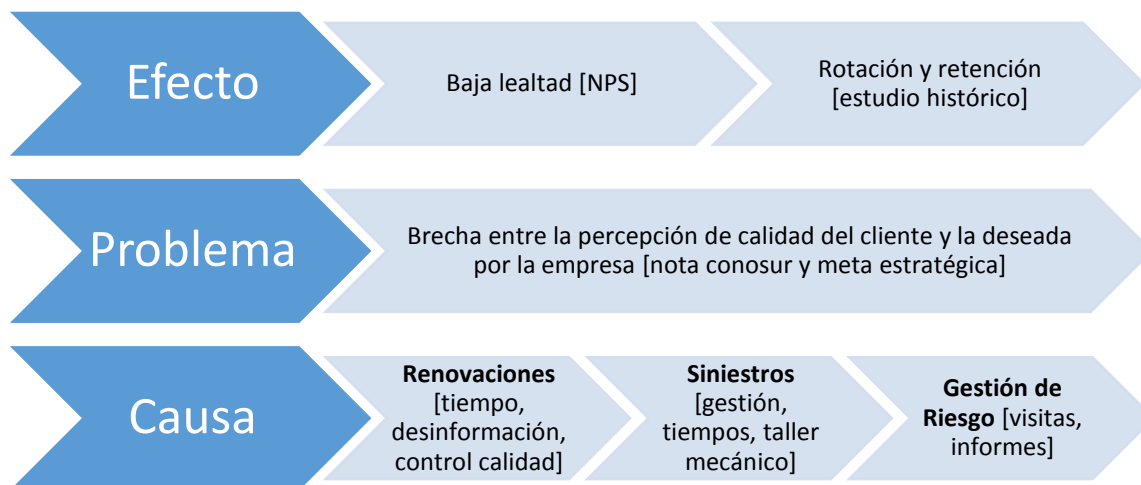 Efecto
Baja lealtad [NPS]
Rotación y retención
[estudio histórico]
Problema
Brecha entre la percepción de calidad del cliente y la deseada
por la empresa [nota conosur y meta estratégica]
Causa
Renovaciones
[tiempo,
desinformación,
control calidad]
Siniestros
[gestión,
tiempos, taller
mecánico]
Gestión de
Riesgo [visitas,
informes]